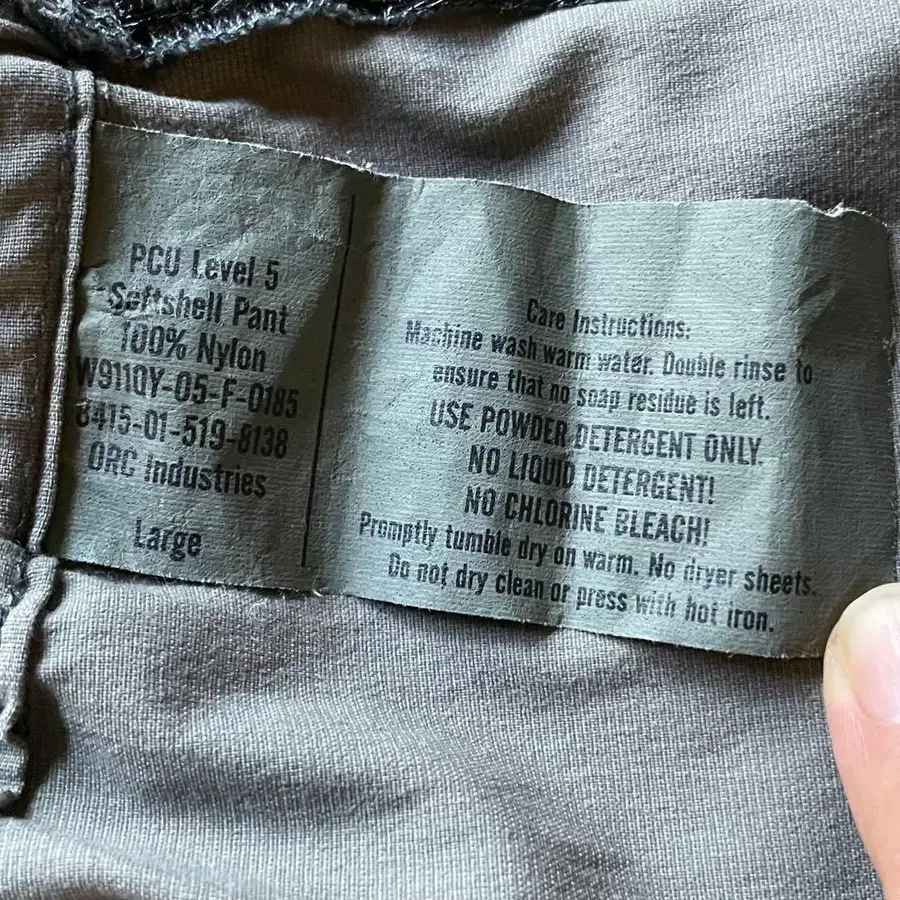 PCU Level 5
Softshell Pant
100% Nylon
W911QY-05-F-0185
8415-01-519-8138
ORC Industries
Large
Care Instructions:
Machine wash warm water. Double rinse to
ensure that no soap residue is left.
USE POWDER DETERGENT ONLY.
NO LIQUID DETERGENT!
NO CHLORINE BLEACH!
Promptly tumble dry on warm. No dryer sheets.
Do not dry clean or press with hot iron.